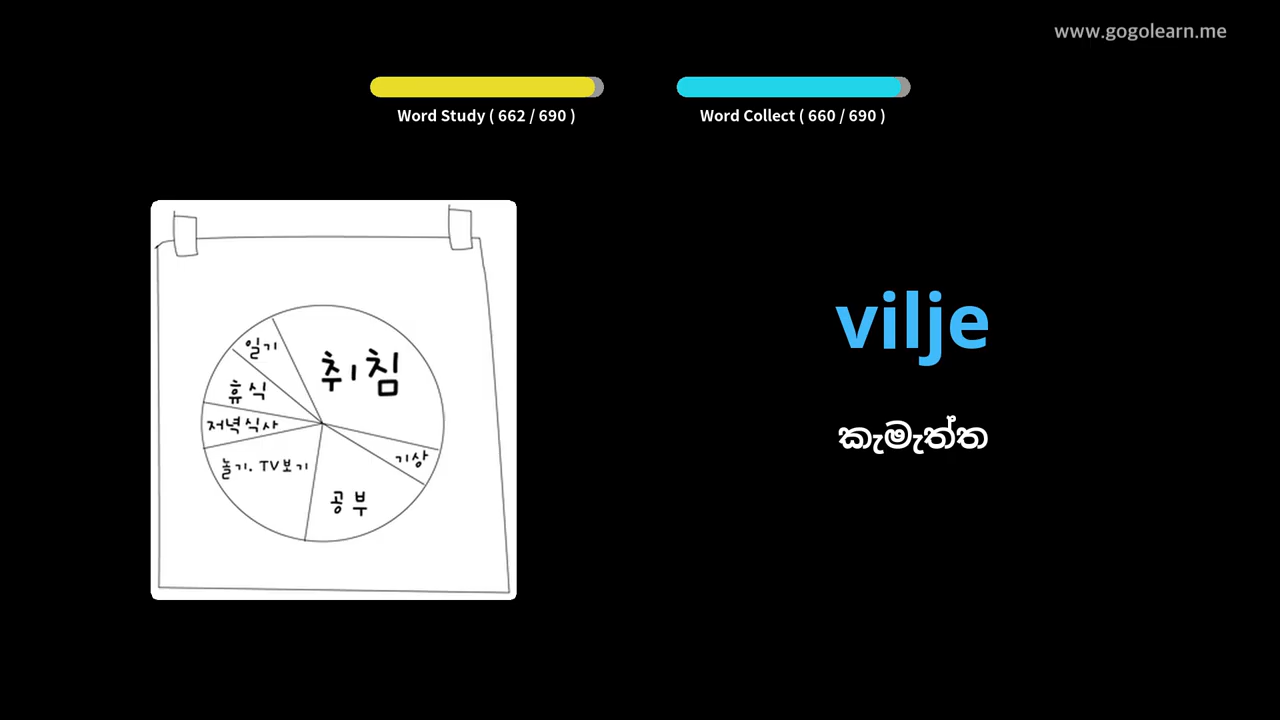 www.gogolearn.me
Word Study ( 662 / 690 )
Word Collect ( 660 / 690 )
일기
취침
휴식
저녁식사
놀기. TV보기
기상
공부
vilje
කැමැත්ත